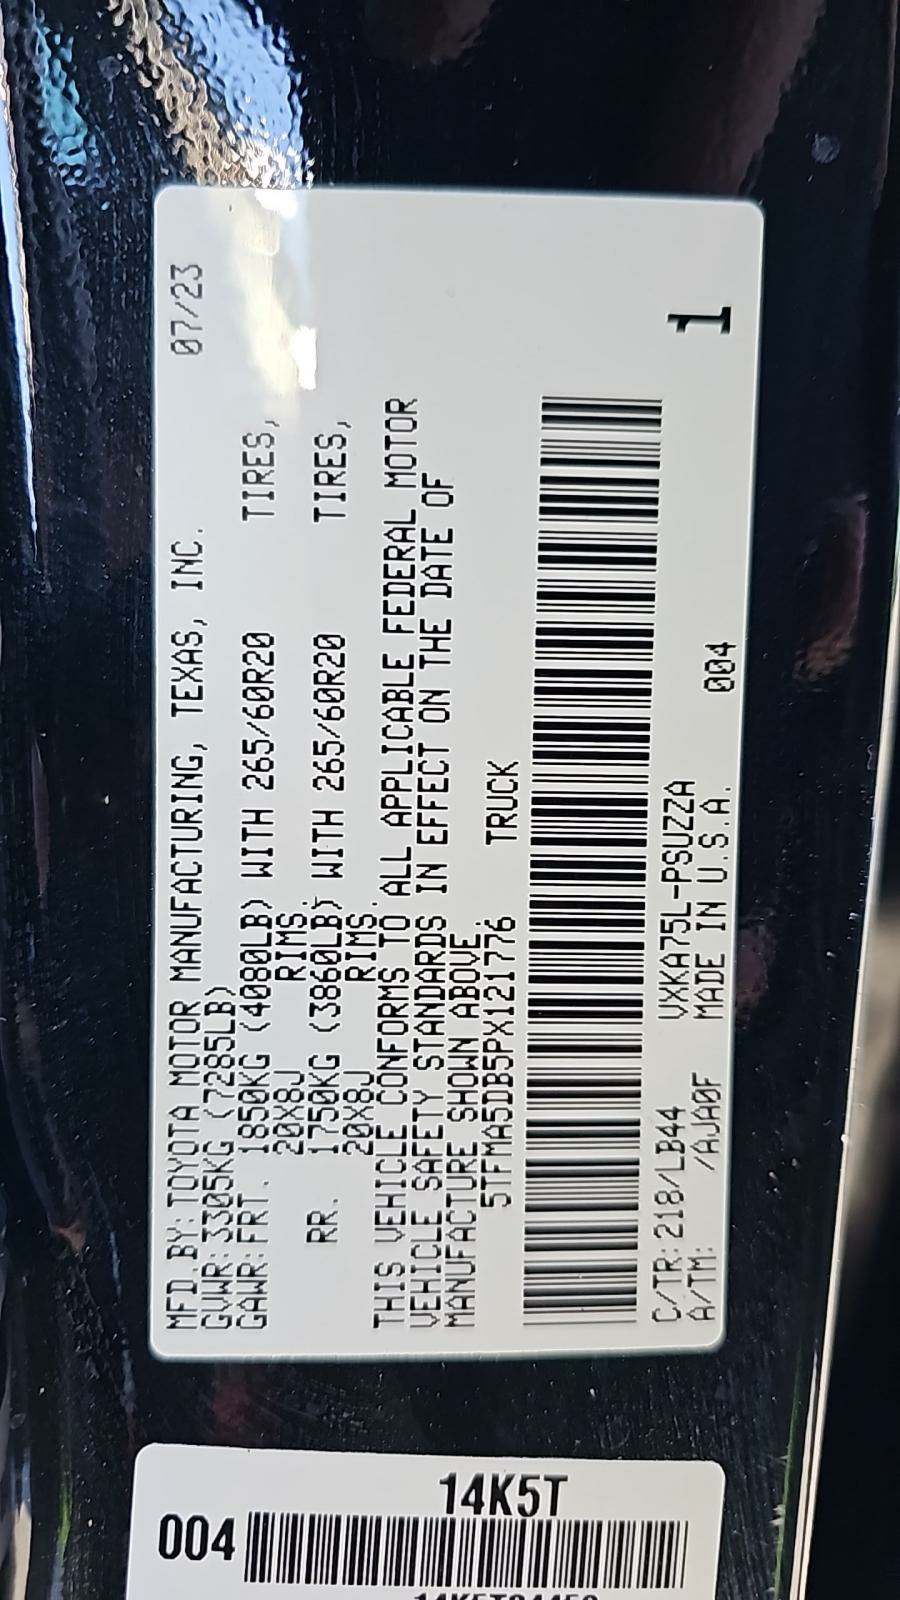 MFD.BY:TOYOTA MOTOR MANUFACTURING, TEXAS, INC. 07/23
GVWR:3305KG (7285LB)
GAWR:FRT. 1850KG (4080LB) WITH 265/60R20 TIRES,
20X8J RIMS,
RR. 1750KG (3860LB) WITH 265/60R20 TIRES,
20X8J RIMS.
THIS VEHICLE CONFORMS TO ALL APPLICABLE FEDERAL MOTOR
VEHICLE SAFETY STANDARDS IN EFFECT ON THE DATE OF
MANUFACTURE SHOWN ABOVE.
5TFMA5DB5PX121776 TRUCK
C/TR:218/LB44 VXKA75L-PSUZZA 1
A/TM: /AJA0F MADE IN U.S.A. 004
14K5T
004